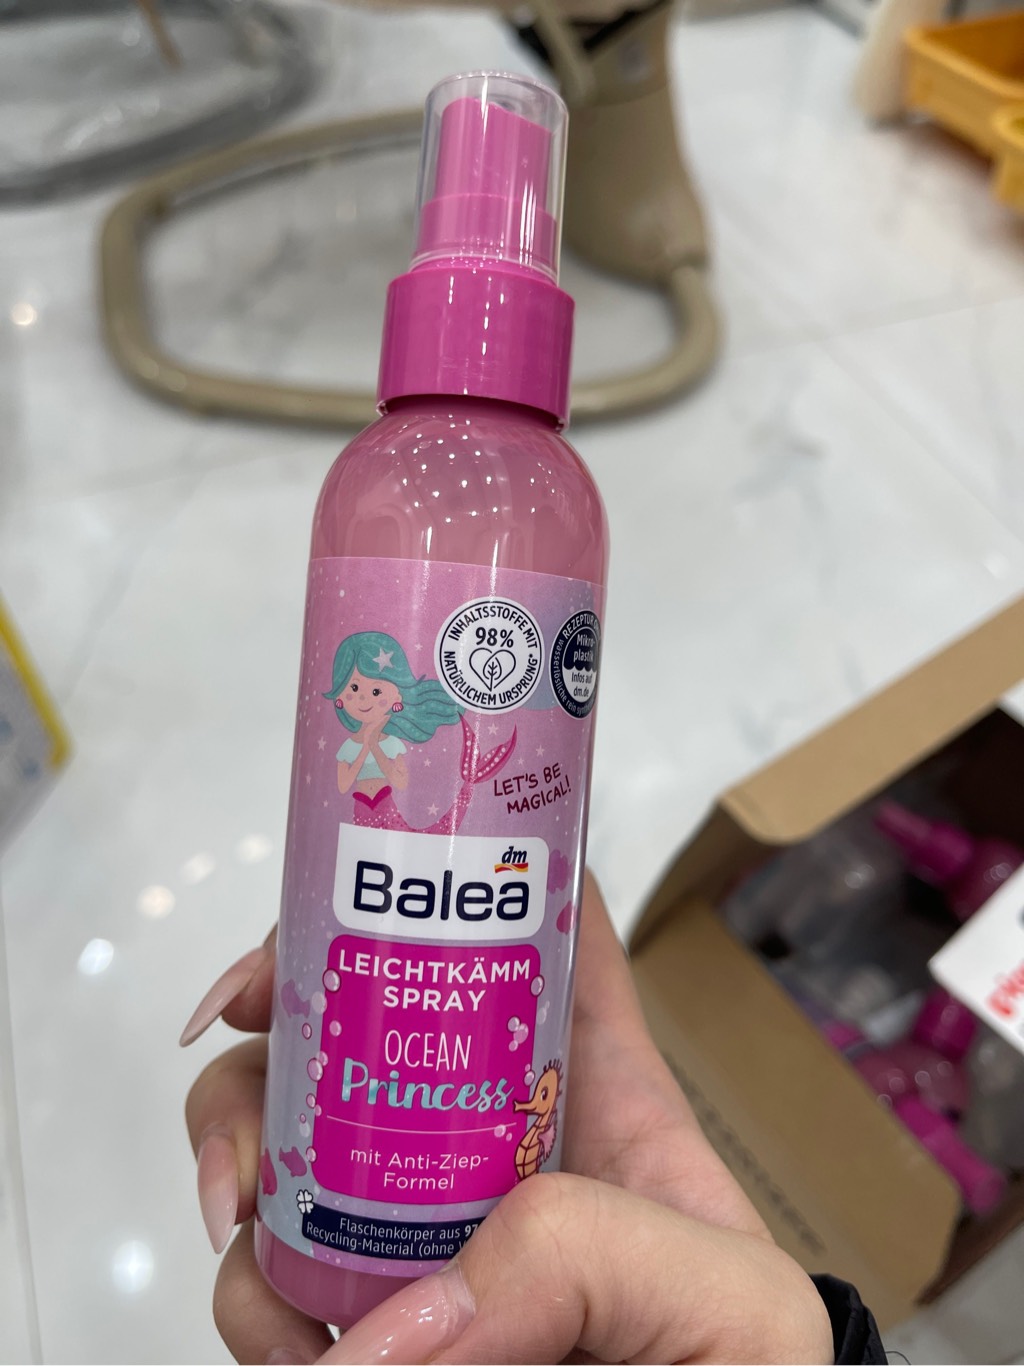 INHALTSSTOFFE MIT
98%
NATÜRLICHEM URSPRUNG*
REZEPTUR
Mikro-
plastik
Infos auf
dm.de
LET'S BE
MAGICAL!
dm
Balea
LEICHTKÄMM
SPRAY
OCEAN
Princess
mit Anti-Ziep-
Formel
Flaschenkörper aus
Recycling-Material (ohne